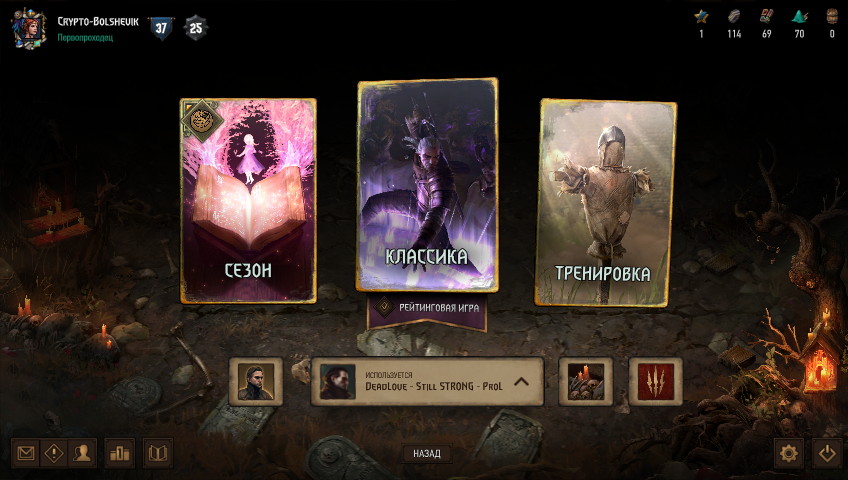 Crypto-Bolshevik
Первопроходец
37
25
1
114
69
70
0
СЕЗОН
КЛАССИКА
ТРЕНИРОВКА
РЕЙТИНГОВАЯ ИГРА
ИСПОЛЬЗУЕТСЯ
DeadLove - Still STRONG - ProL
НАЗАД